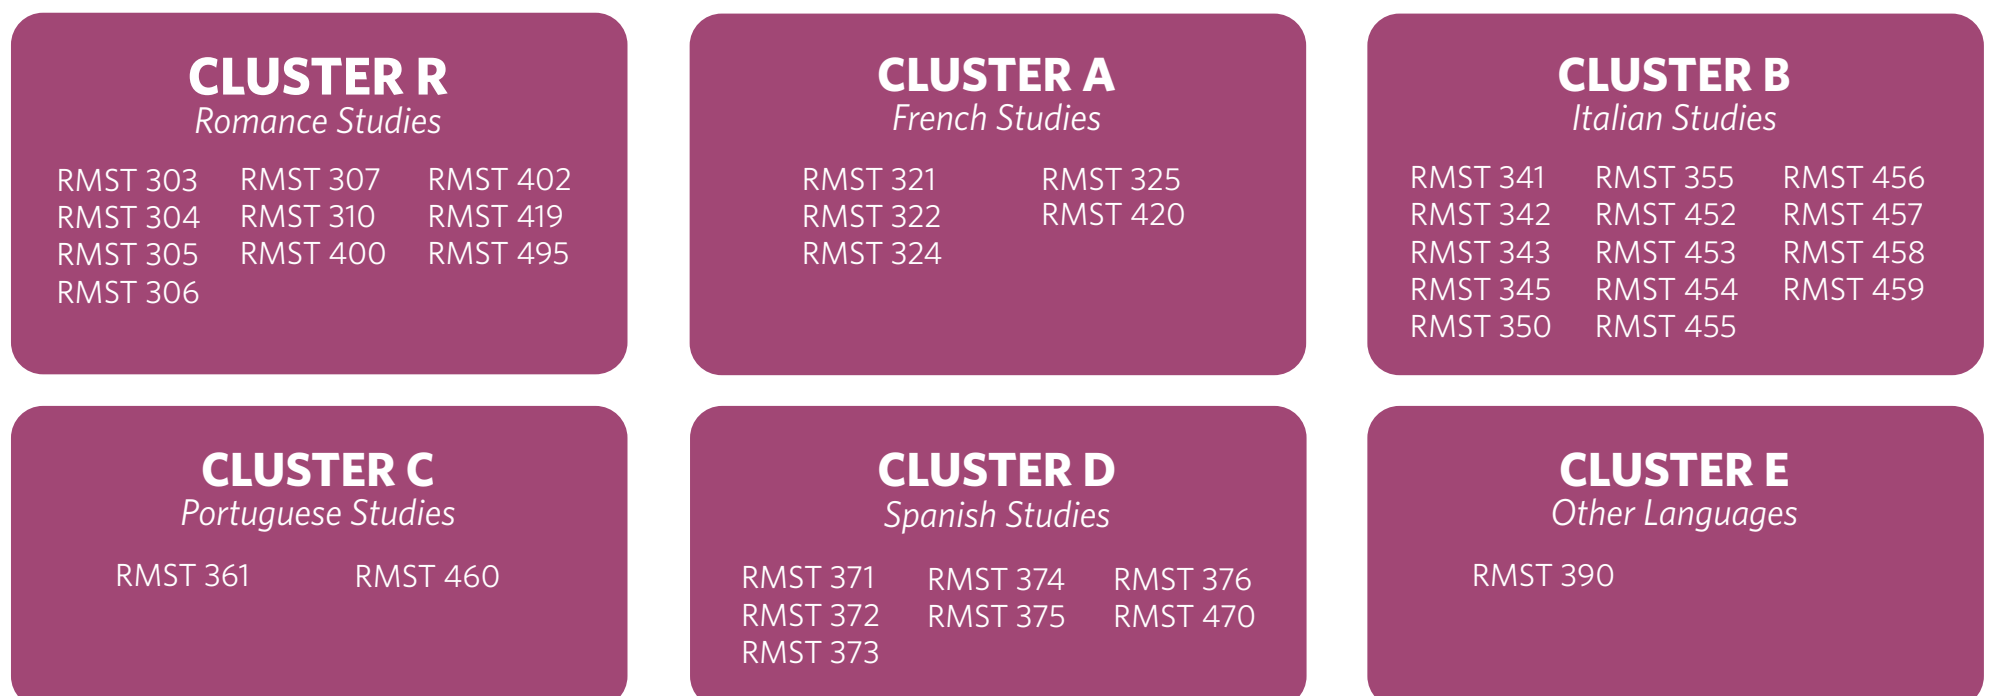 CLUSTER R
Romance Studies
RMST 303 RMST 307 RMST 402
RMST 304 RMST 310 RMST 419
RMST 305 RMST 400 RMST 495
RMST 306
CLUSTER A
French Studies
RMST 321 RMST 325
RMST 322 RMST 420
RMST 324
CLUSTER B
Italian Studies
RMST 341 RMST 355 RMST 456
RMST 342 RMST 452 RMST 457
RMST 343 RMST 453 RMST 458
RMST 345 RMST 454 RMST 459
RMST 350 RMST 455
CLUSTER C
Portuguese Studies
RMST 361 RMST 460
CLUSTER D
Spanish Studies
RMST 371 RMST 374 RMST 376
RMST 372 RMST 375 RMST 470
RMST 373
CLUSTER E
Other Languages
RMST 390